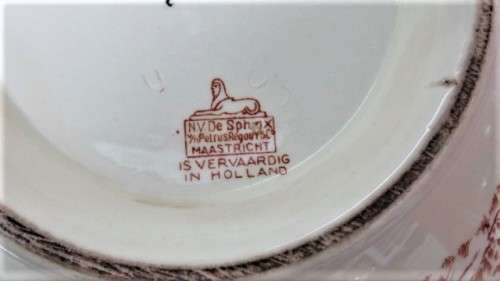 N.V. De Sphinx
v/h Petrus Regout & Co
MAASTRICHT
IS VERVAARDIG
IN HOLLAND